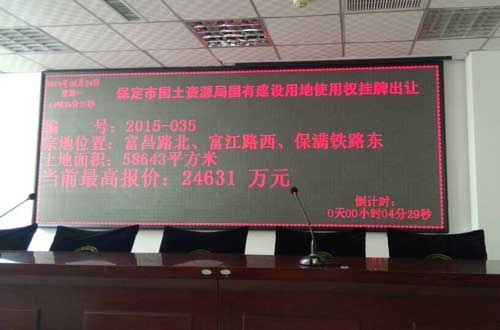 保定市国土资源局国有建设用地使用权挂牌出让
编 号：2015-035
宗地位置：富昌路北、富江路西、保满铁路东
土地面积：58643平方米
当前最高报价：24631 万元
倒计时：
0天00小时04分29秒